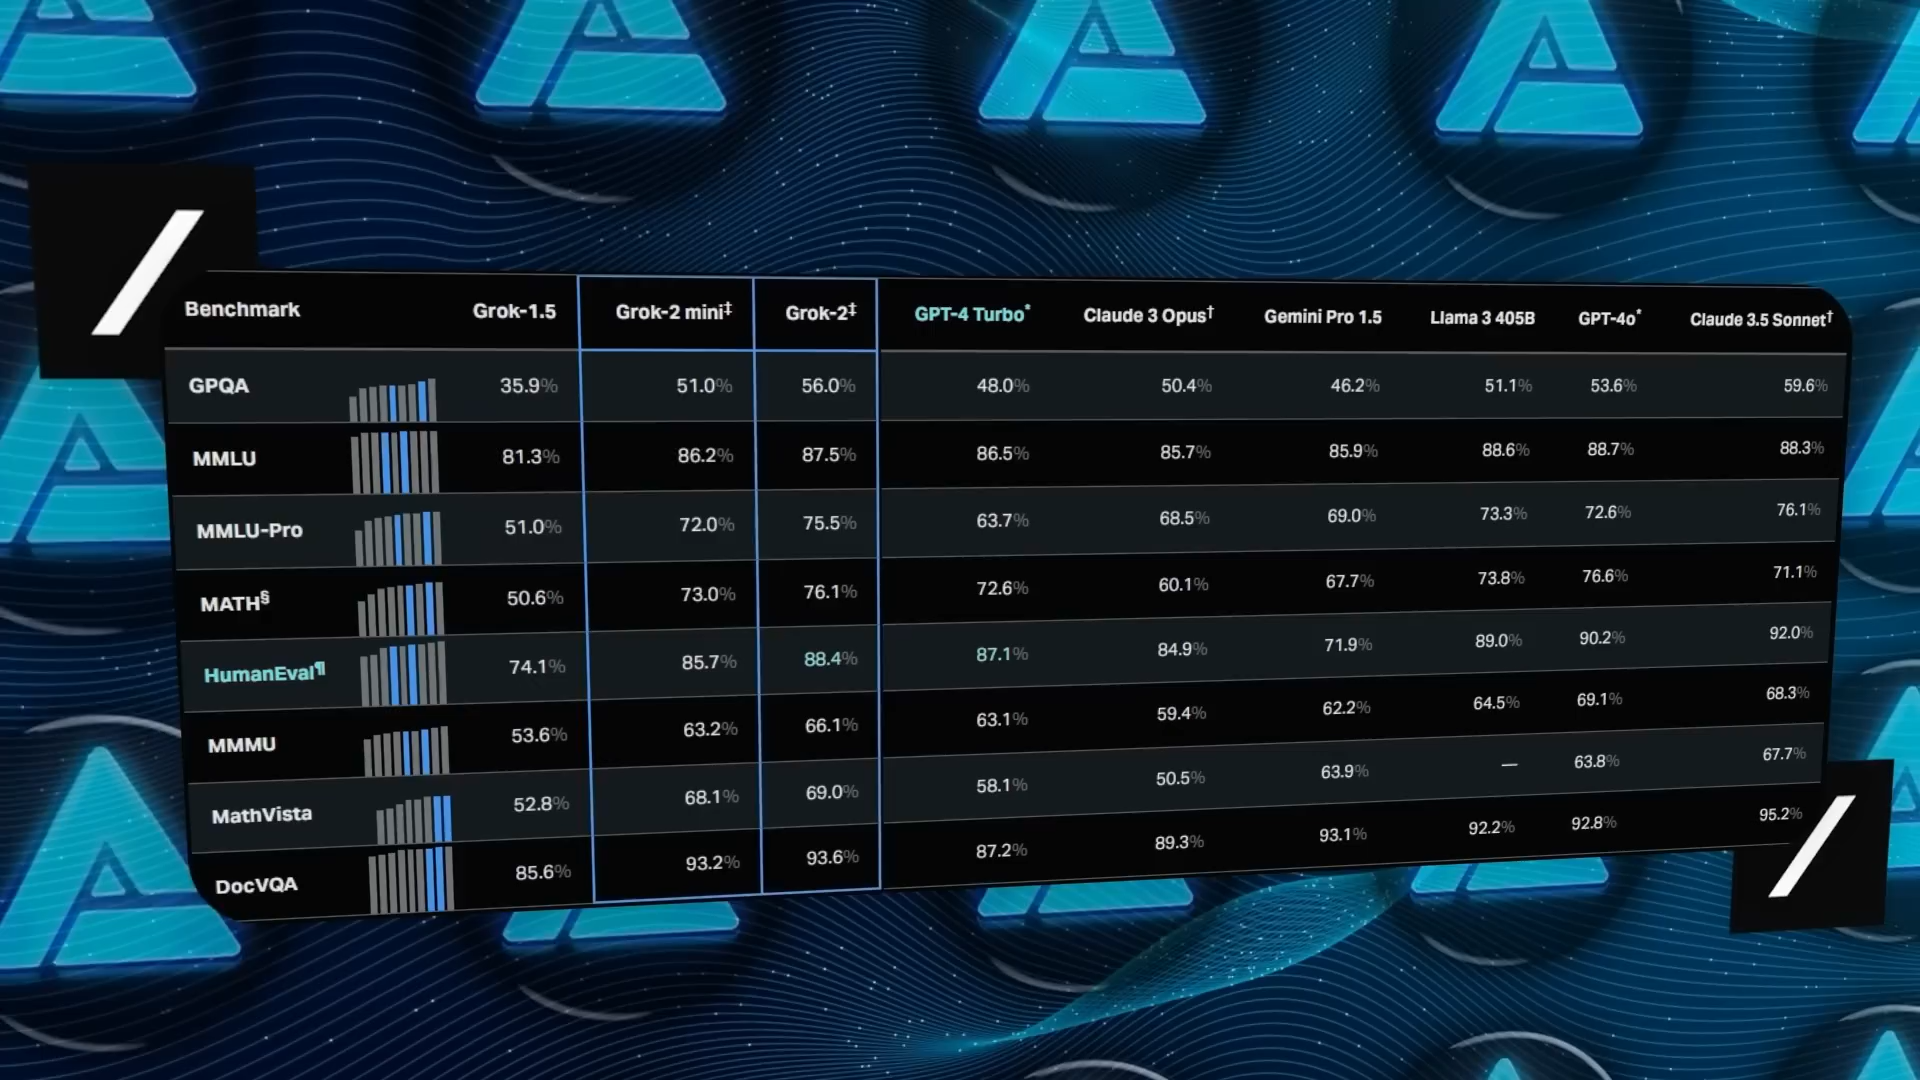 Benchmark Grok-1.5 Grok-2 mini‡ Grok-2‡ GPT-4 Turbo* Claude 3 Opus† Gemini Pro 1.5 Llama 3 405B GPT-4o* Claude 3.5 Sonnet†
GPQA 35.9% 51.0% 56.0% 48.0% 50.4% 46.2% 51.1% 53.6% 59.6%
MMLU 81.3% 86.2% 87.5% 86.5% 85.7% 85.9% 88.6% 88.7% 88.3%
MMLU-Pro 51.0% 72.0% 75.5% 63.7% 68.5% 69.0% 73.3% 72.6% 76.1%
MATH§ 50.6% 73.0% 76.1% 72.6% 60.1% 67.7% 73.8% 76.6% 71.1%
HumanEval¶ 74.1% 85.7% 88.4% 87.1% 84.9% 71.9% 89.0% 90.2% 92.0%
MMMU 53.6% 63.2% 66.1% 63.1% 59.4% 62.2% 64.5% 69.1% 68.3%
MathVista 52.8% 68.1% 69.0% 58.1% 50.5% 63.9% — 63.8% 67.7%
DocVQA 85.6% 93.2% 93.6% 87.2% 89.3% 93.1% 92.2% 92.8% 95.2%